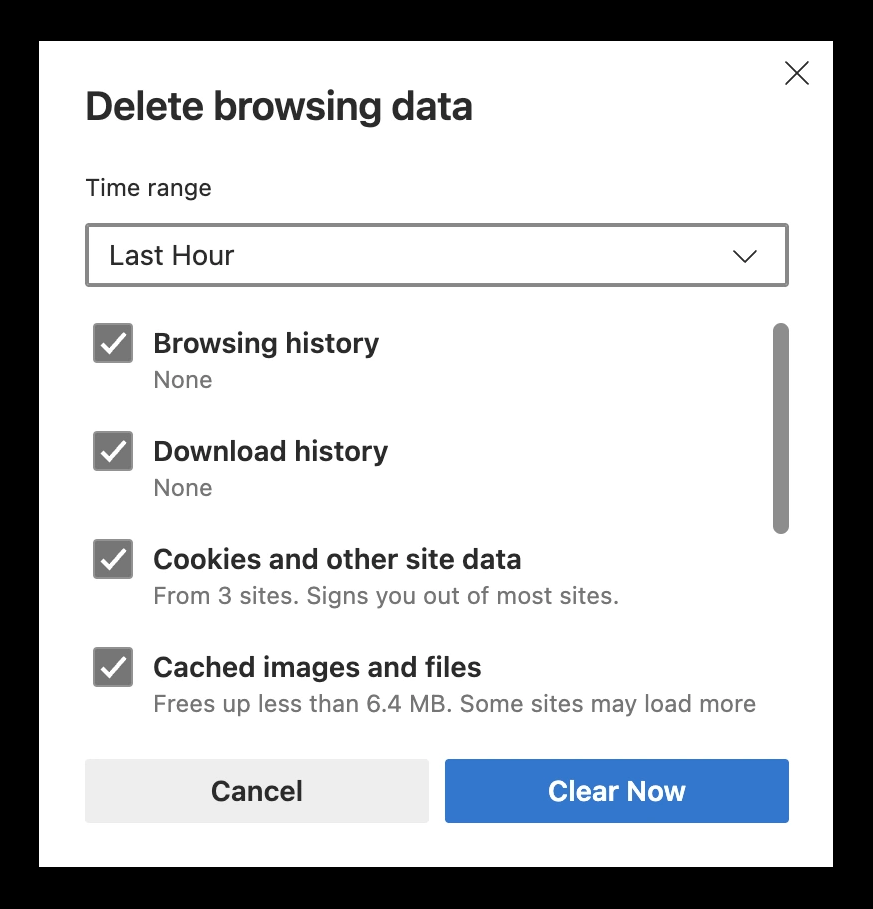 Delete browsing data
Time range
Last Hour
Browsing history
None
Download history
None
Cookies and other site data
From 3 sites. Signs you out of most sites.
Cached images and files
Frees up less than 6.4 MB. Some sites may load more
Cancel
Clear Now